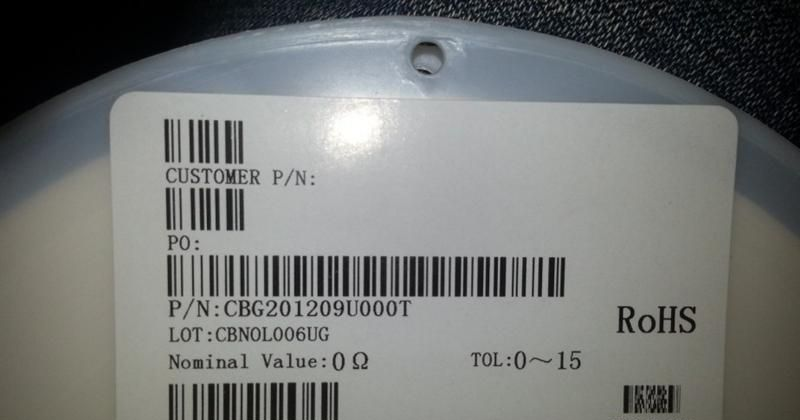 CUSTOMER P/N:
PO:
P/N:CBG201209U000T
RoHS
LOT:CBNOL006UG
Nominal Value:0Ω TOL:0～15